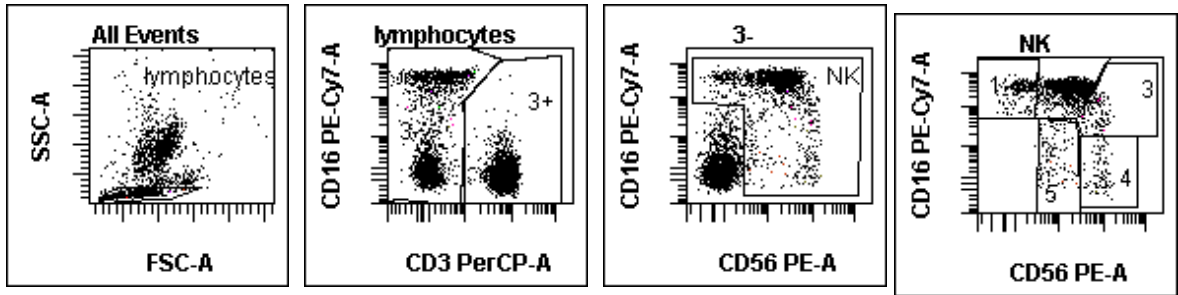 All Events
lymphocytes
SSC-A
FSC-A
lymphocytes
3+
3-
CD16 PE-Cy7-A
CD3 PerCP-A
3-
NK
CD16 PE-Cy7-A
CD56 PE-A
NK
1
3
4
5
CD16 PE-Cy7-A
CD56 PE-A